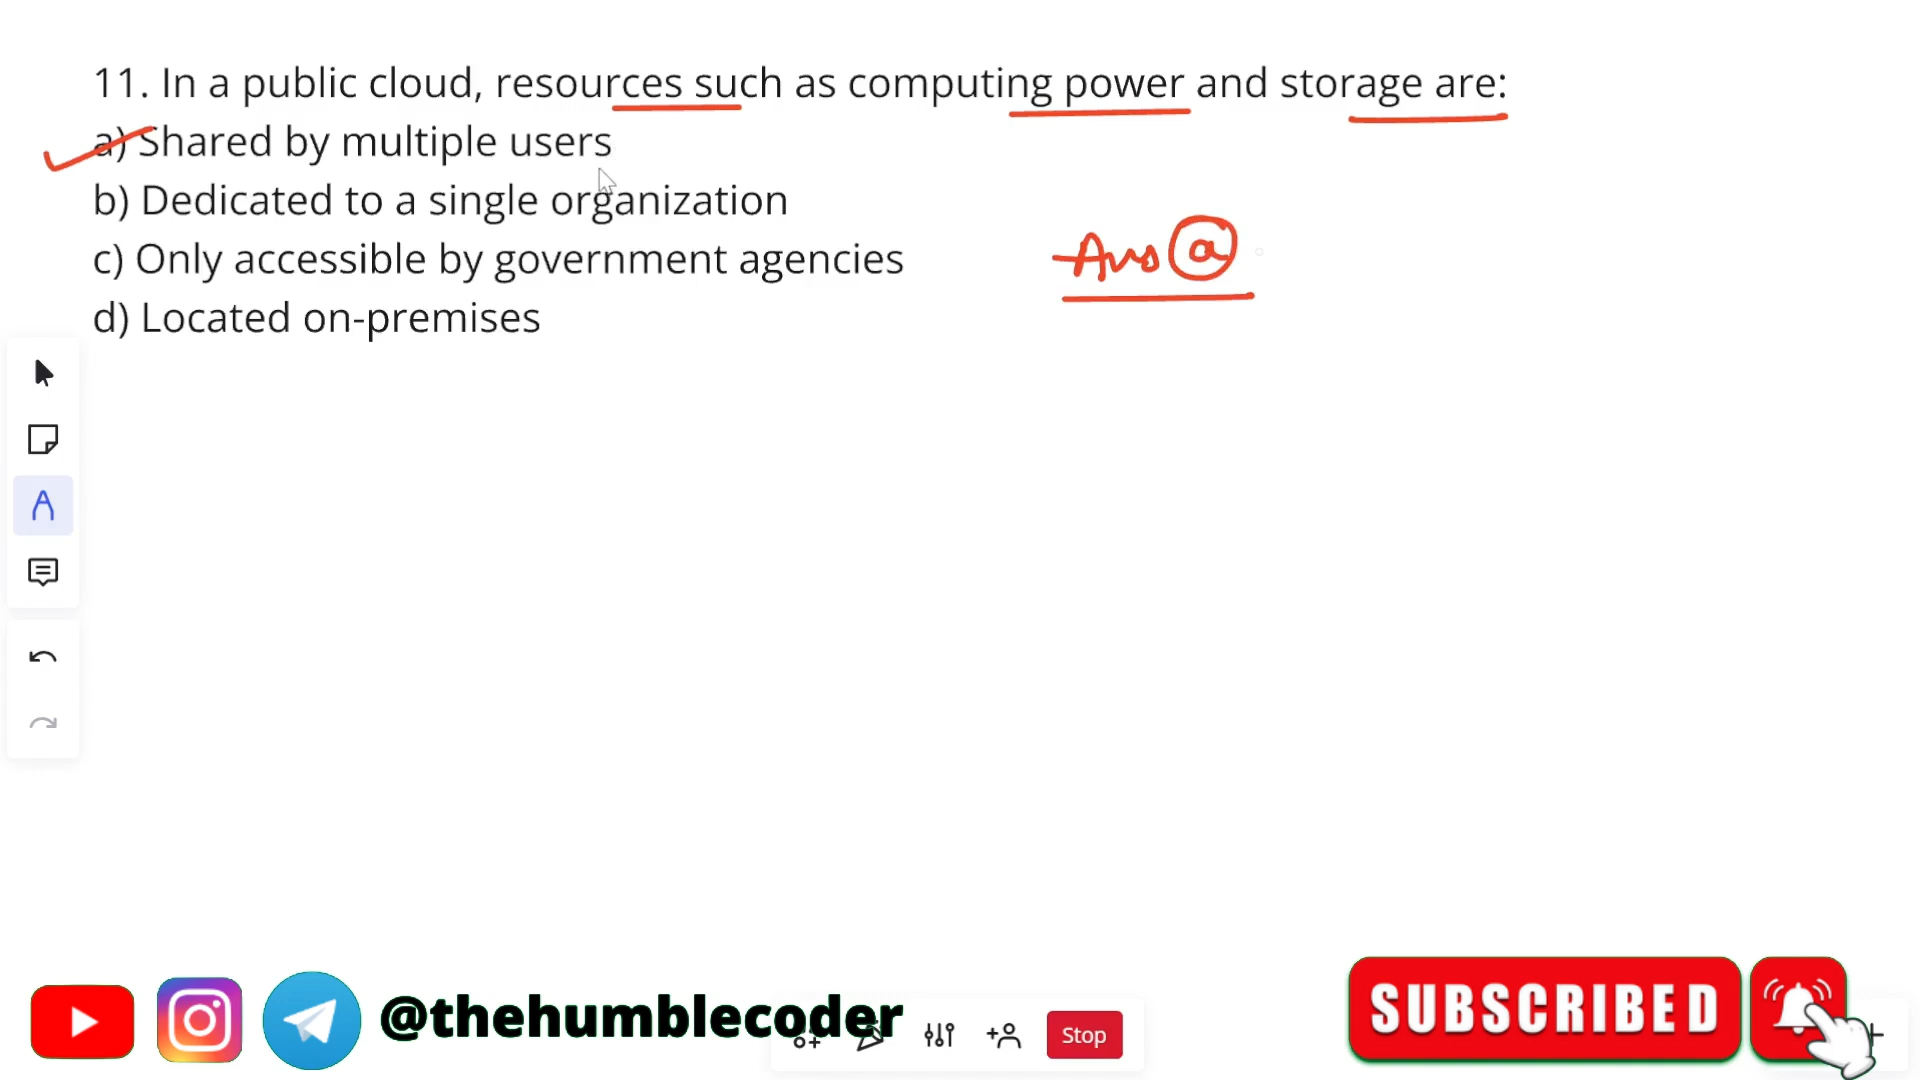 11. In a public cloud, resources such as computing power and storage are:
a) Shared by multiple users
b) Dedicated to a single organization
c) Only accessible by government agencies
d) Located on-premises
Ans a
@thehumblecoder
Stop
SUBSCRIBED